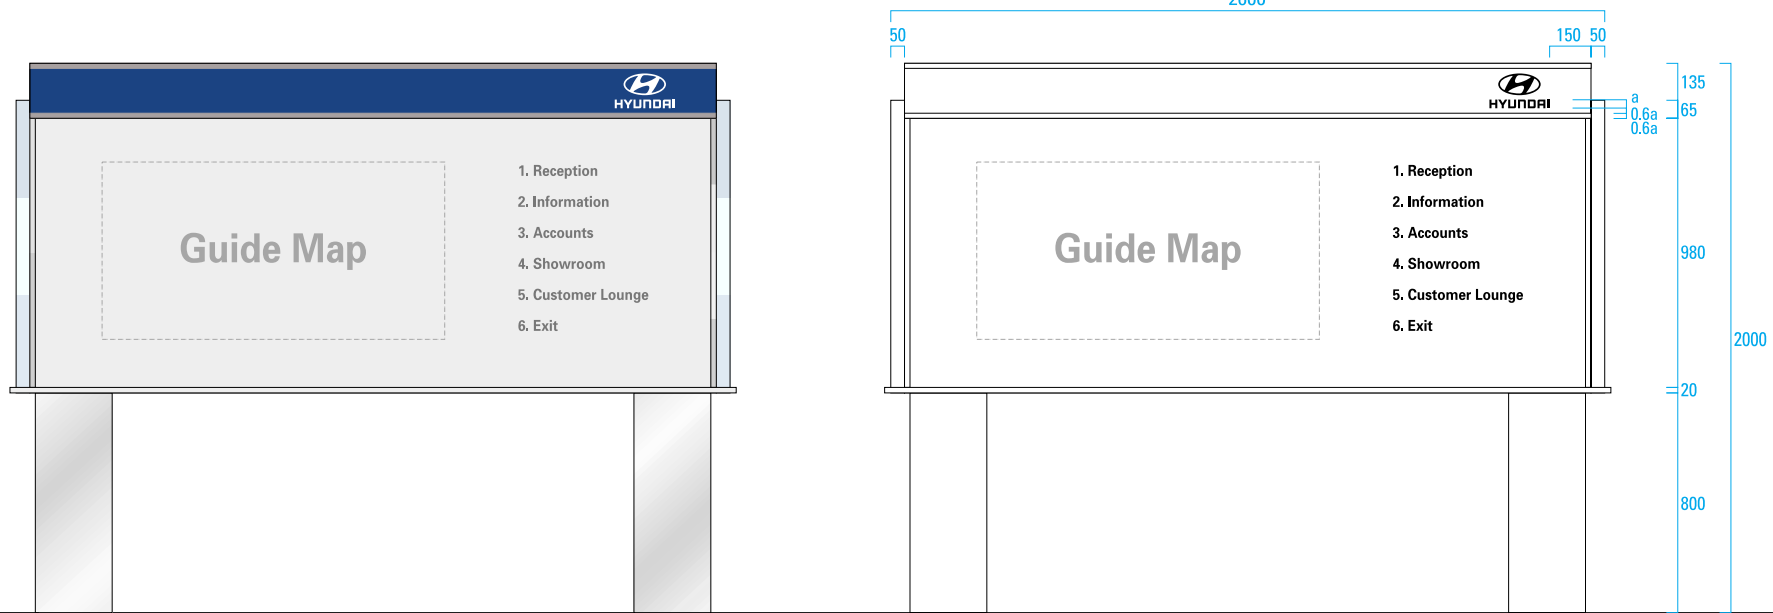 HYUNDAI
Guide Map
1. Reception
2. Information
3. Accounts
4. Showroom
5. Customer Lounge
6. Exit
50
150 50
HYUNDAI
135
a
65
0.6a
0.6a
Guide Map
1. Reception
2. Information
3. Accounts
4. Showroom
5. Customer Lounge
6. Exit
980
2000
20
800